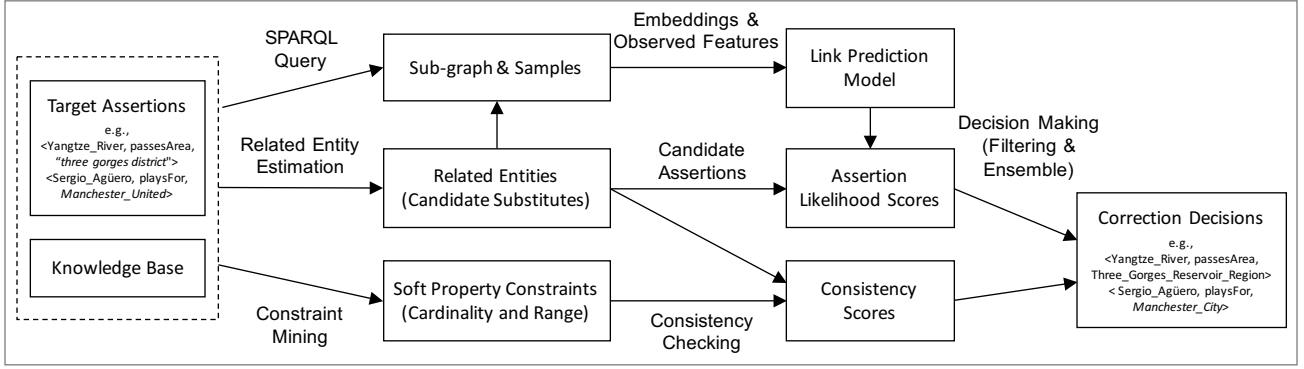 Target Assertions
e.g.,
<Yangtze_River, passesArea,
"three gorges district">
<Sergio_Agüero, playsFor,
Manchester_United>
Knowledge Base
SPARQL
Query
Related Entity
Estimation
Constraint
Mining
Sub-graph & Samples
Related Entities
(Candidate Substitutes)
Soft Property Constraints
(Cardinality and Range)
Embeddings &
Observed Features
Candidate
Assertions
Consistency
Checking
Link Prediction
Model
Assertion
Likelihood Scores
Consistency
Scores
Decision Making
(Filtering &
Ensemble)
Correction Decisions
e.g.,
<Yangtze_River, passesArea,
Three_Gorges_Reservoir_Region>
< Sergio_Agüero, playsFor,
Manchester_City>